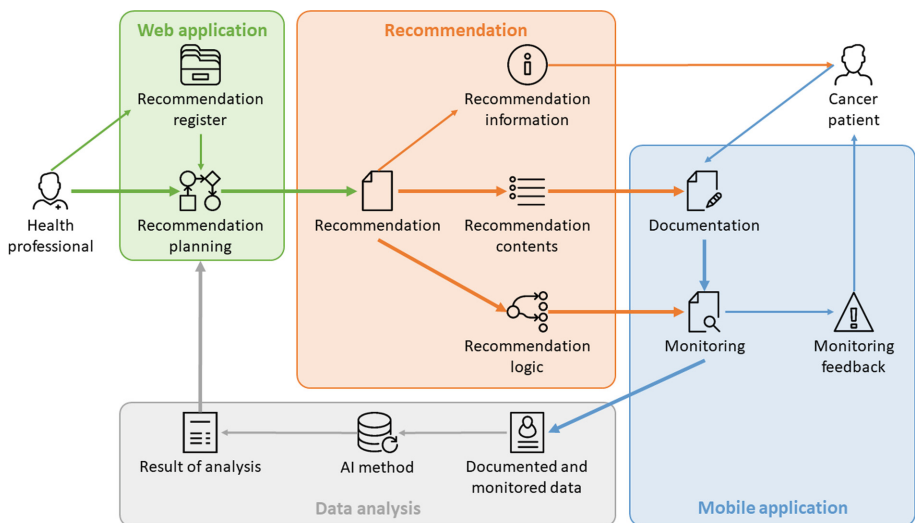 Web application
Recommendation
Recommendation
register
Recommendation
information
Cancer
patient
Health
professional
Recommendation
planning
Recommendation
Recommendation
contents
Documentation
Recommendation
logic
Monitoring
Monitoring
feedback
Result of analysis
AI method
Documented and
monitored data
Data analysis
Mobile application